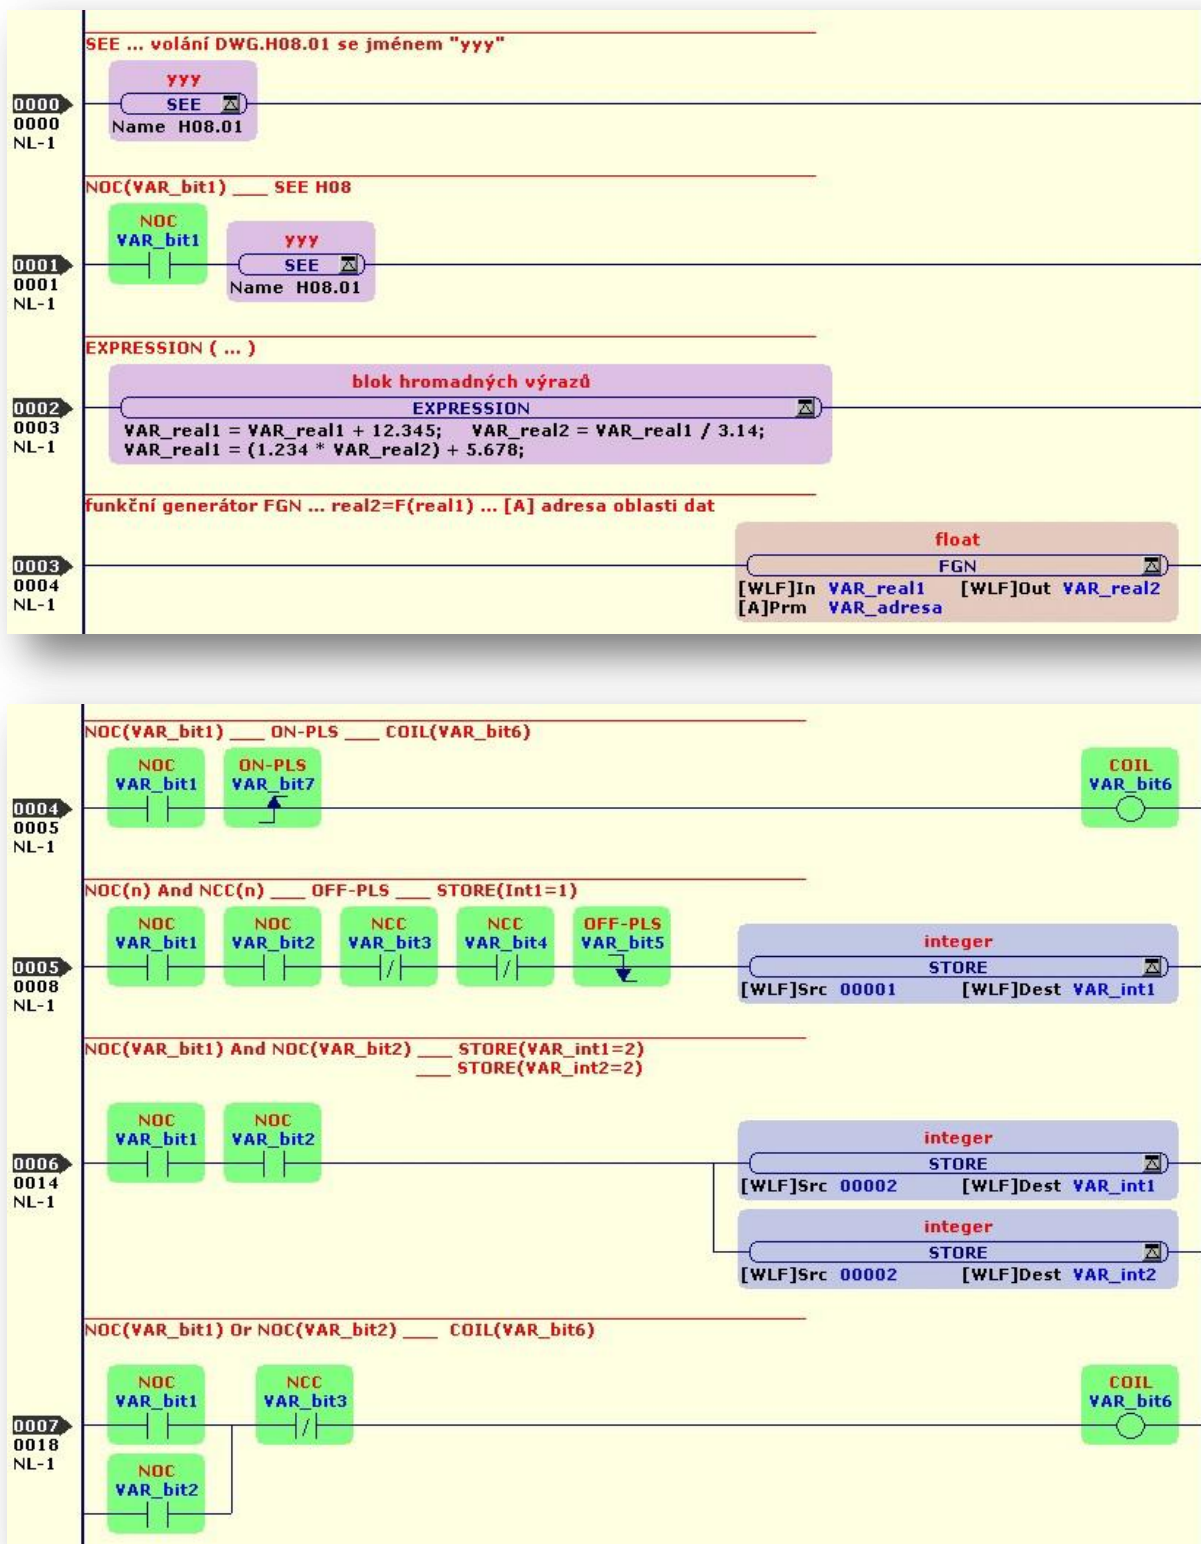 SEE ... volání DWG.H08.01 se jménem "yyy"
yyy
SEE
Name H08.01
0000
0000
NL-1
NOC(VAR_bit1) ___ SEE H08
NOC
VAR_bit1
yyy
SEE
Name H08.01
0001
0001
NL-1
EXPRESSION ( ... )
blok hromadných výrazů
EXPRESSION
VAR_real1 = VAR_real1 + 12.345; VAR_real2 = VAR_real1 / 3.14;
VAR_real1 = (1.234 * VAR_real2) + 5.678;
0002
0003
NL-1
funkční generátor FGN ... real2=F(real1) ... [A] adresa oblasti dat
float
FGN
[WLF]In VAR_real1 [WLF]Out VAR_real2
[A]Prm VAR_adresa
0003
0004
NL-1
NOC(VAR_bit1) ___ ON-PLS ___ COIL(VAR_bit6)
NOC ON-PLS COIL
VAR_bit1 VAR_bit7 VAR_bit6
0004
0005
NL-1
NOC(n) And NCC(n) ___ OFF-PLS ___ STORE(Int1=1)
NOC NOC NCC NCC OFF-PLS
VAR_bit1 VAR_bit2 VAR_bit3 VAR_bit4 VAR_bit5
integer
STORE
[WLF]Src 00001 [WLF]Dest VAR_int1
0005
0008
NL-1
NOC(VAR_bit1) And NOC(VAR_bit2) ___ STORE(VAR_int1=2)
___ STORE(VAR_int2=2)
NOC NOC
VAR_bit1 VAR_bit2
integer
STORE
[WLF]Src 00002 [WLF]Dest VAR_int1
0006
0014
NL-1
integer
STORE
[WLF]Src 00002 [WLF]Dest VAR_int2
NOC(VAR_bit1) Or NOC(VAR_bit2) ___ COIL(VAR_bit6)
NOC NCC COIL
VAR_bit1 VAR_bit3 VAR_bit6
0007
0018
NL-1
NOC
VAR_bit2